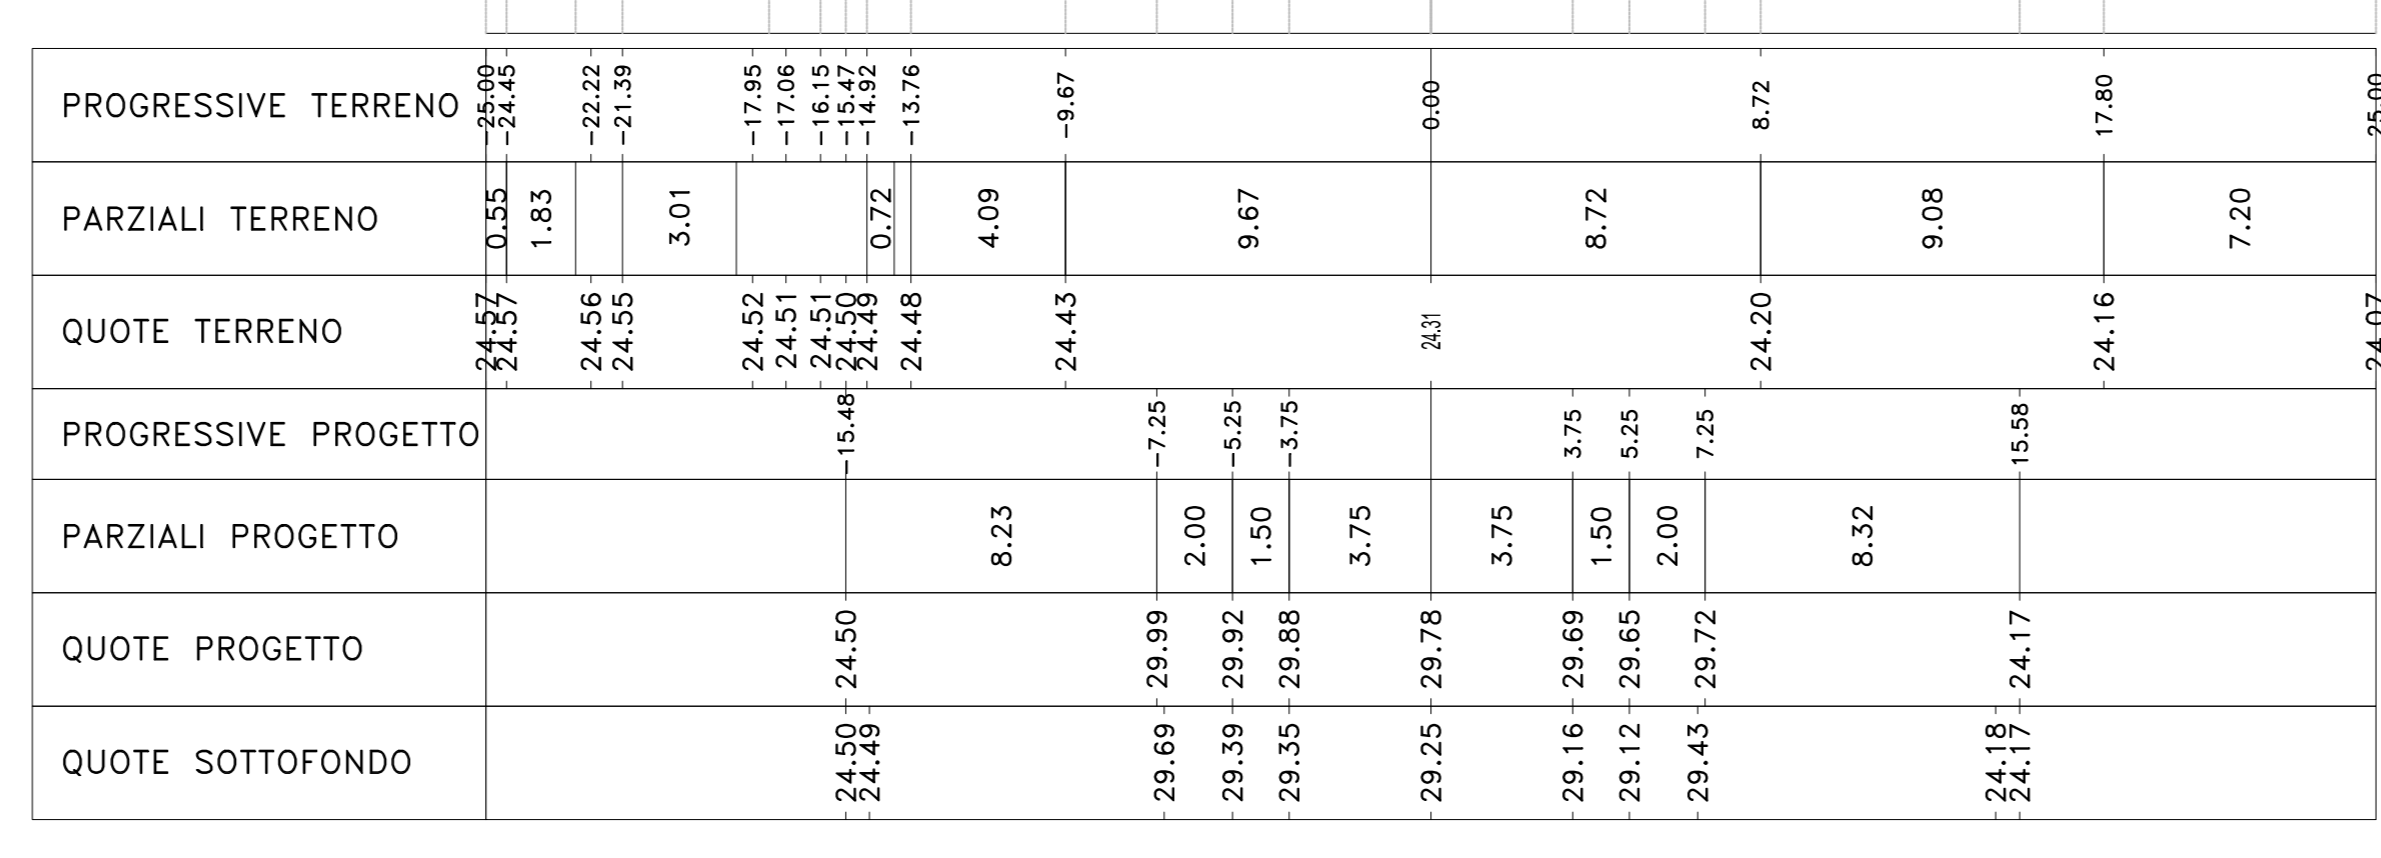 PROGRESSIVE TERRENO -25.00 -24.45 -22.22 -21.39 -17.95 -17.06 -16.15 -15.47 -14.92 -13.76 -9.67 0.00 8.72 17.80 25.00
PARZIALI TERRENO 0.55 1.83 3.01 0.72 4.09 9.67 8.72 9.08 7.20
QUOTE TERRENO 24.57 24.57 24.56 24.55 24.52 24.51 24.51 24.50 24.49 24.48 24.43 24.31 24.20 24.16 24.07
PROGRESSIVE PROGETTO -15.48 -7.25 -5.25 -3.75 3.75 5.25 7.25 15.58
PARZIALI PROGETTO 8.23 2.00 1.50 3.75 3.75 1.50 2.00 8.32
QUOTE PROGETTO 24.50 29.99 29.92 29.88 29.78 29.69 29.65 29.72 24.17
QUOTE SOTTOFONDO 24.50 24.49 29.69 29.39 29.35 29.25 29.16 29.12 29.43 24.18 24.17